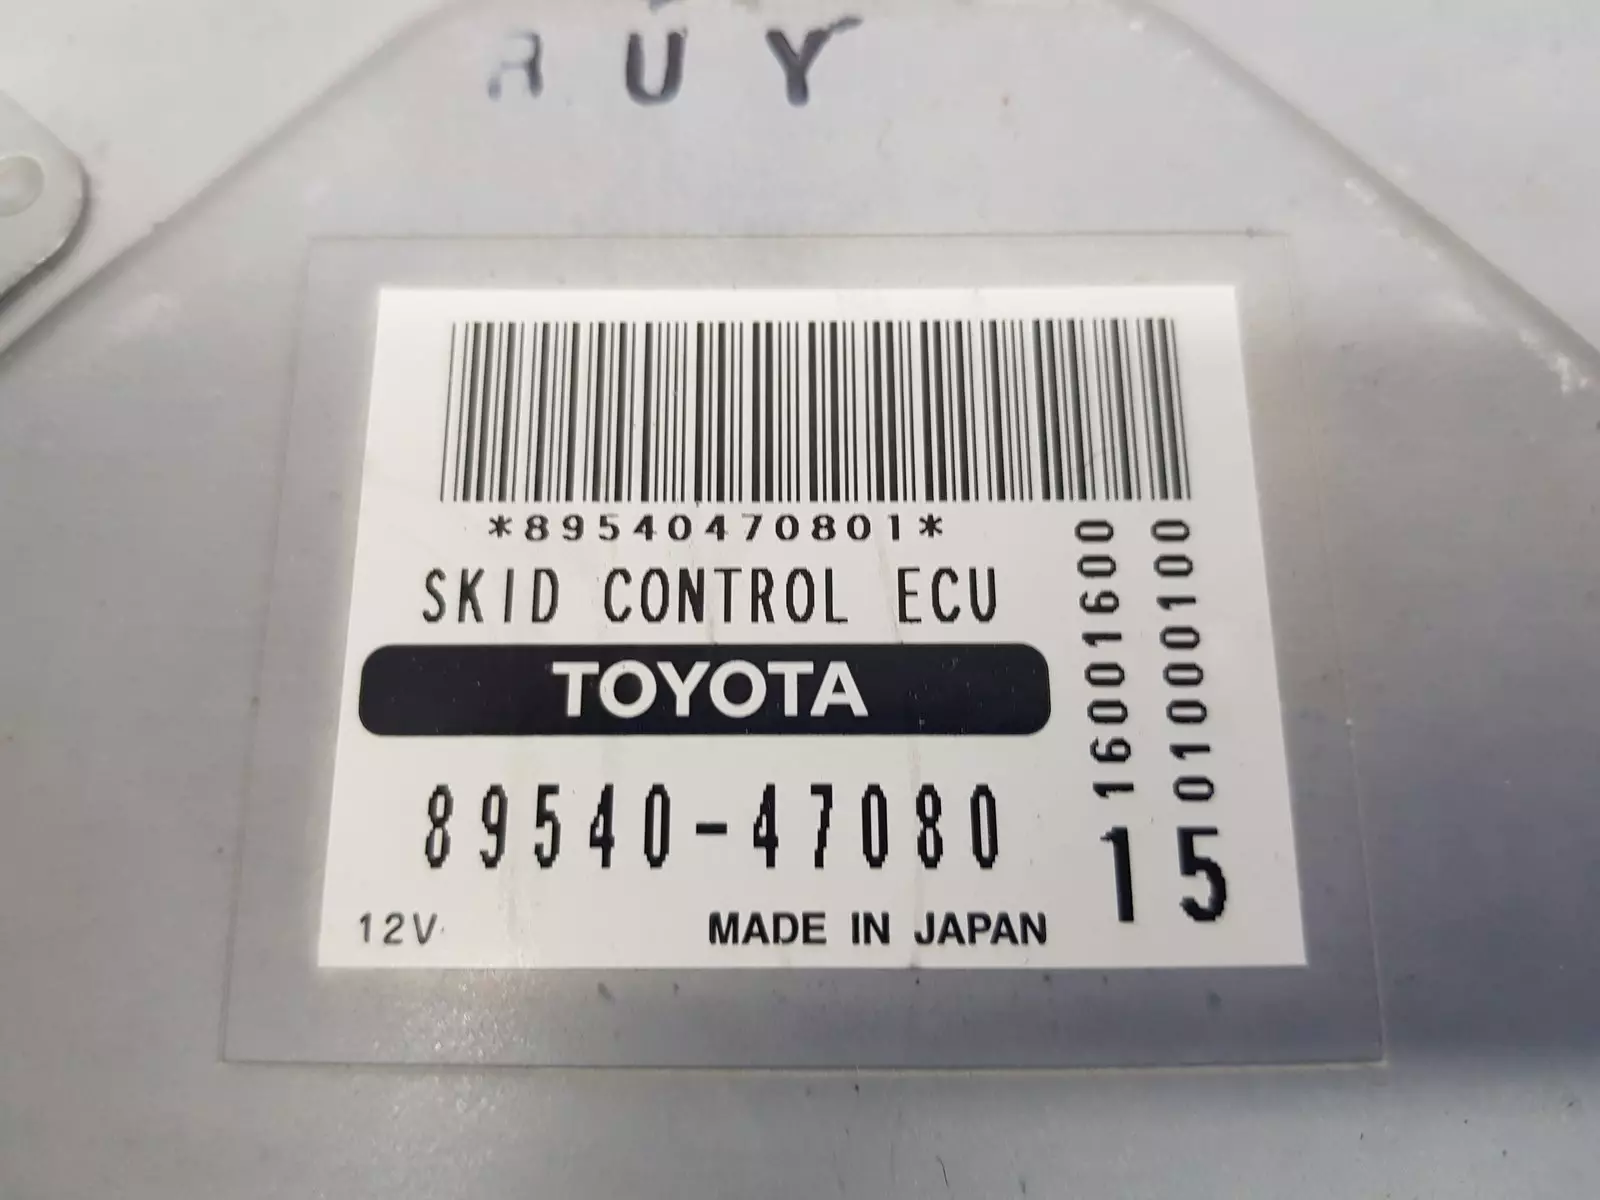 RUY
*89540470801*
SKID CONTROL ECU
TOYOTA
89540-47080
12V
MADE IN JAPAN
16001600
01000100
15